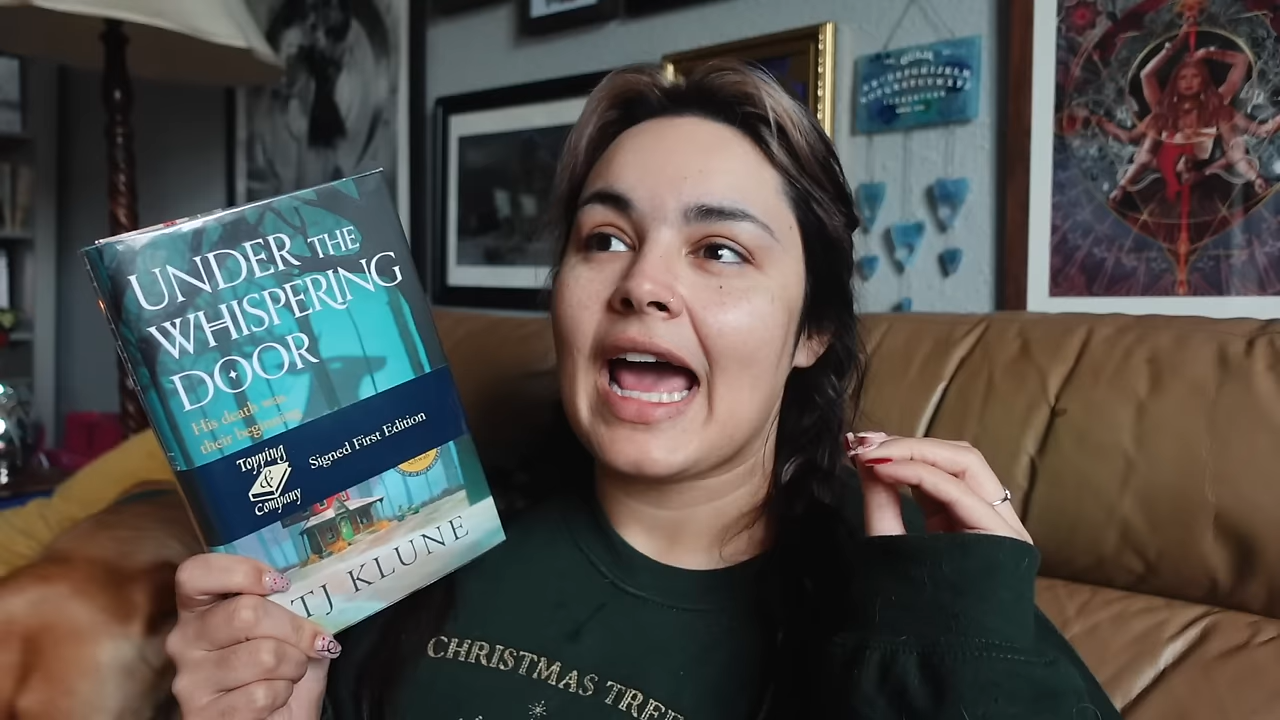 UNDER THE
WHISPERING
DOOR
His death was
their beginning.
Topping
&
Company
Signed First Edition
TJ KLUNE
CHRISTMAS TREE